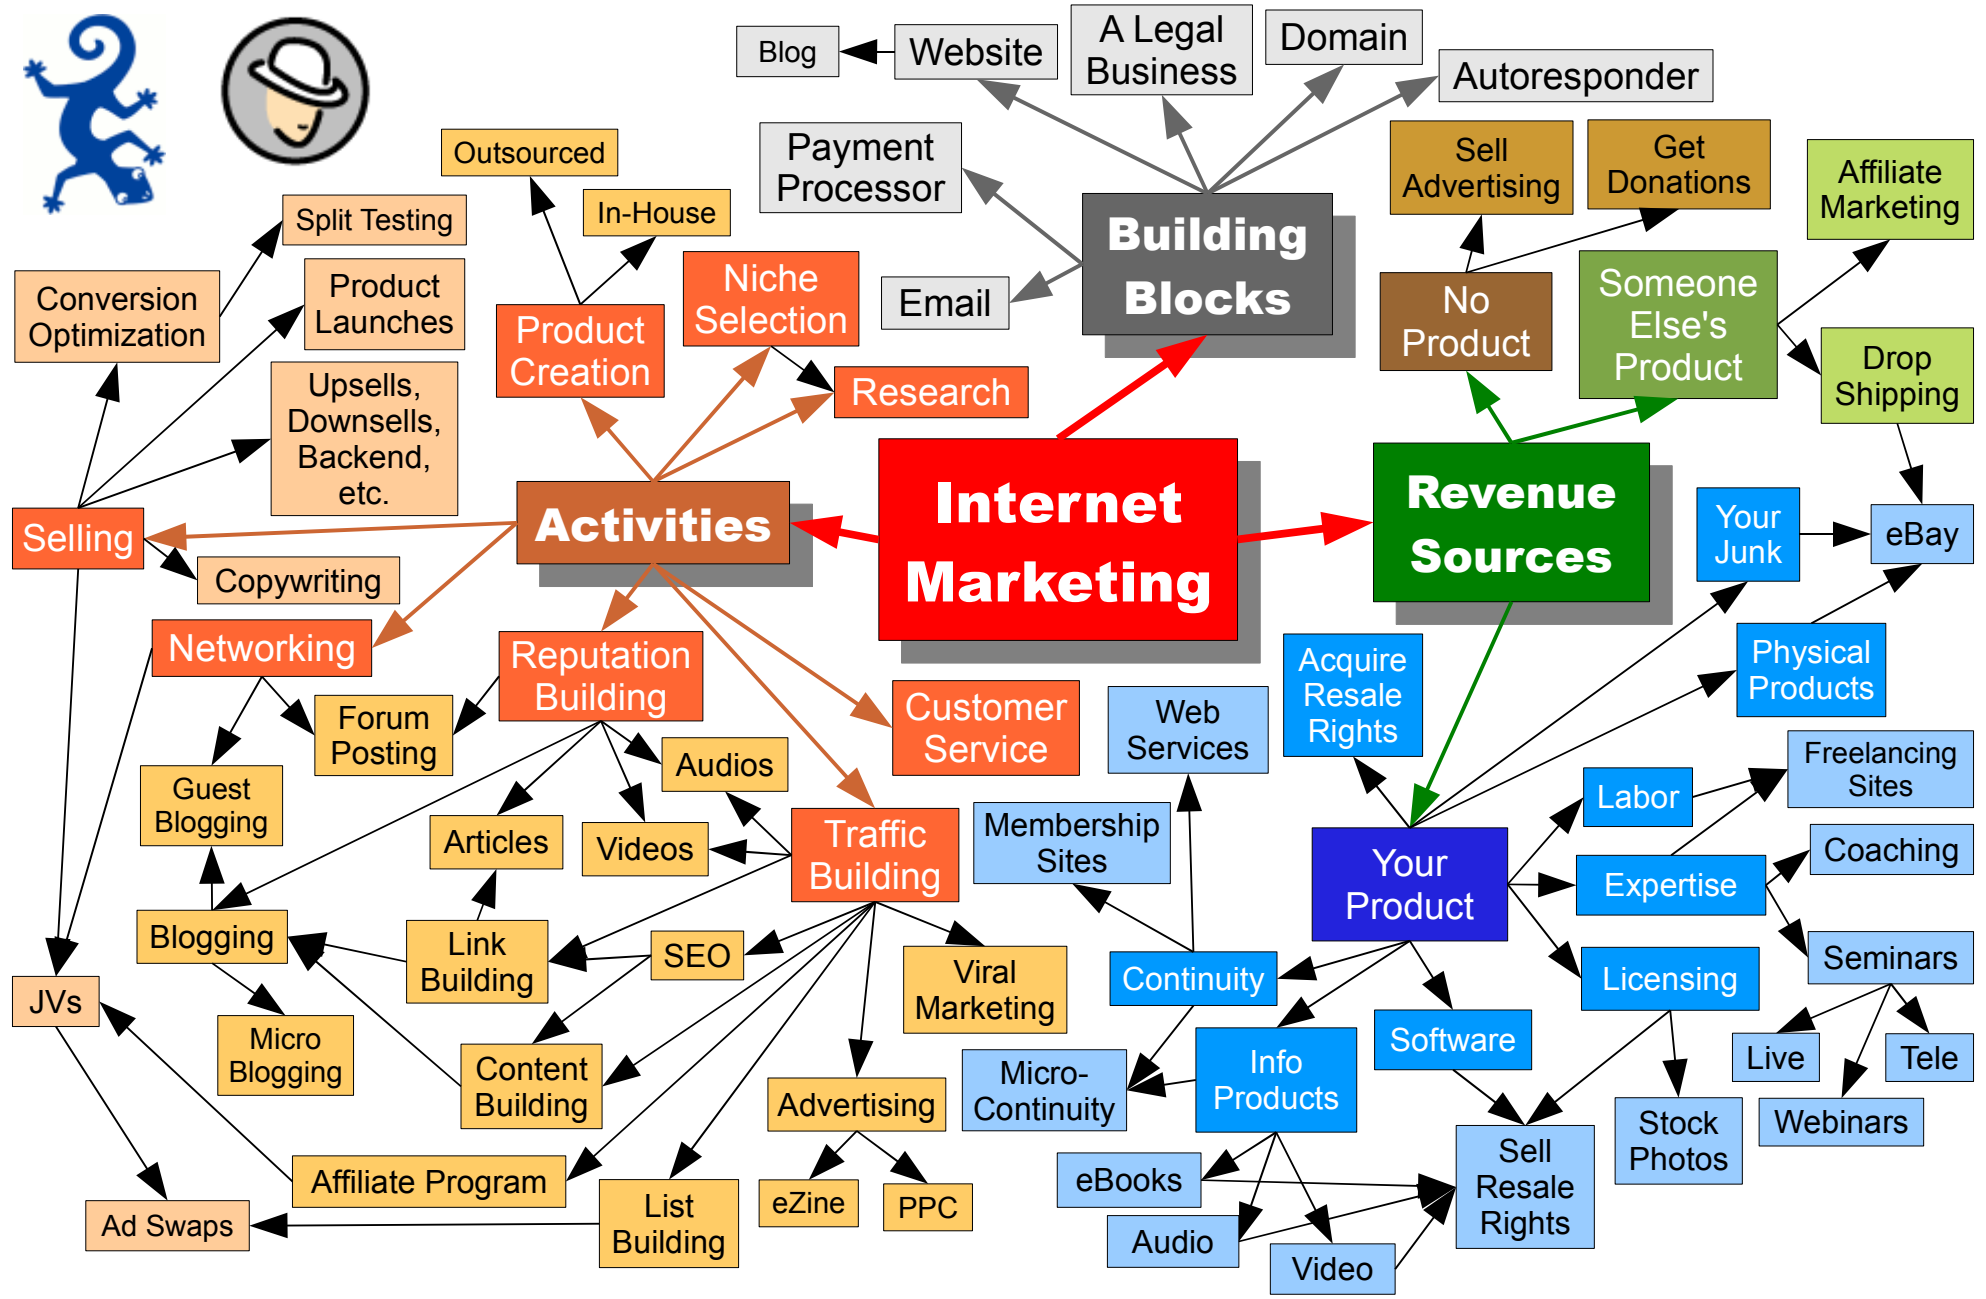 Blog
Website
A Legal
Business
Domain
Autoresponder
Payment
Processor
Email
Building
Blocks
Outsourced
In-House
Split Testing
Conversion
Optimization
Product
Launches
Upsells,
Downsells,
Backend,
etc.
Product
Creation
Niche
Selection
Research
Sell
Advertising
Get
Donations
Affiliate
Marketing
No
Product
Someone
Else's
Product
Drop
Shipping
Internet
Marketing
Activities
Revenue
Sources
Selling
Copywriting
Your
Junk
eBay
Networking
Reputation
Building
Customer
Service
Acquire
Resale
Rights
Physical
Products
Web
Services
Forum
Posting
Guest
Blogging
Audios
Articles
Videos
Traffic
Building
Membership
Sites
Your
Product
Labor
Freelancing
Sites
Expertise
Coaching
Blogging
Link
Building
SEO
Viral
Marketing
Continuity
Licensing
Seminars
JVs
Micro
Blogging
Content
Building
Advertising
Micro-
Continuity
Info
Products
Software
Live
Tele
Stock
Photos
Webinars
Affiliate Program
List
Building
eZine
PPC
Ad Swaps
eBooks
Audio
Video
Sell
Resale
Rights